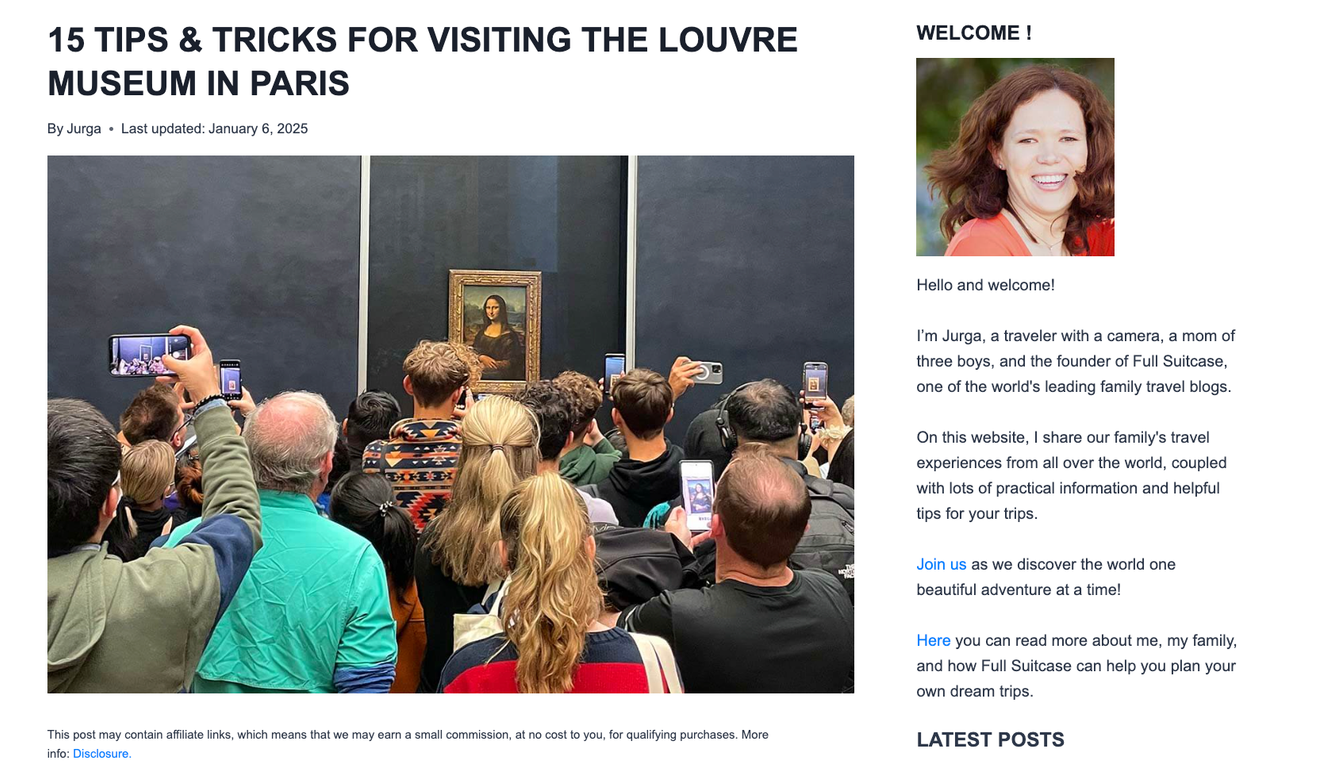 15 TIPS & TRICKS FOR VISITING THE LOUVRE
MUSEUM IN PARIS
By Jurga • Last updated: January 6, 2025
THE
NORTH
FACE
This post may contain affiliate links, which means that we may earn a small commission, at no cost to you, for qualifying purchases. More
info: Disclosure.
WELCOME !
Hello and welcome!
I’m Jurga, a traveler with a camera, a mom of
three boys, and the founder of Full Suitcase,
one of the world's leading family travel blogs.
On this website, I share our family's travel
experiences from all over the world, coupled
with lots of practical information and helpful
tips for your trips.
Join us as we discover the world one
beautiful adventure at a time!
Here you can read more about me, my family,
and how Full Suitcase can help you plan your
own dream trips.
LATEST POSTS